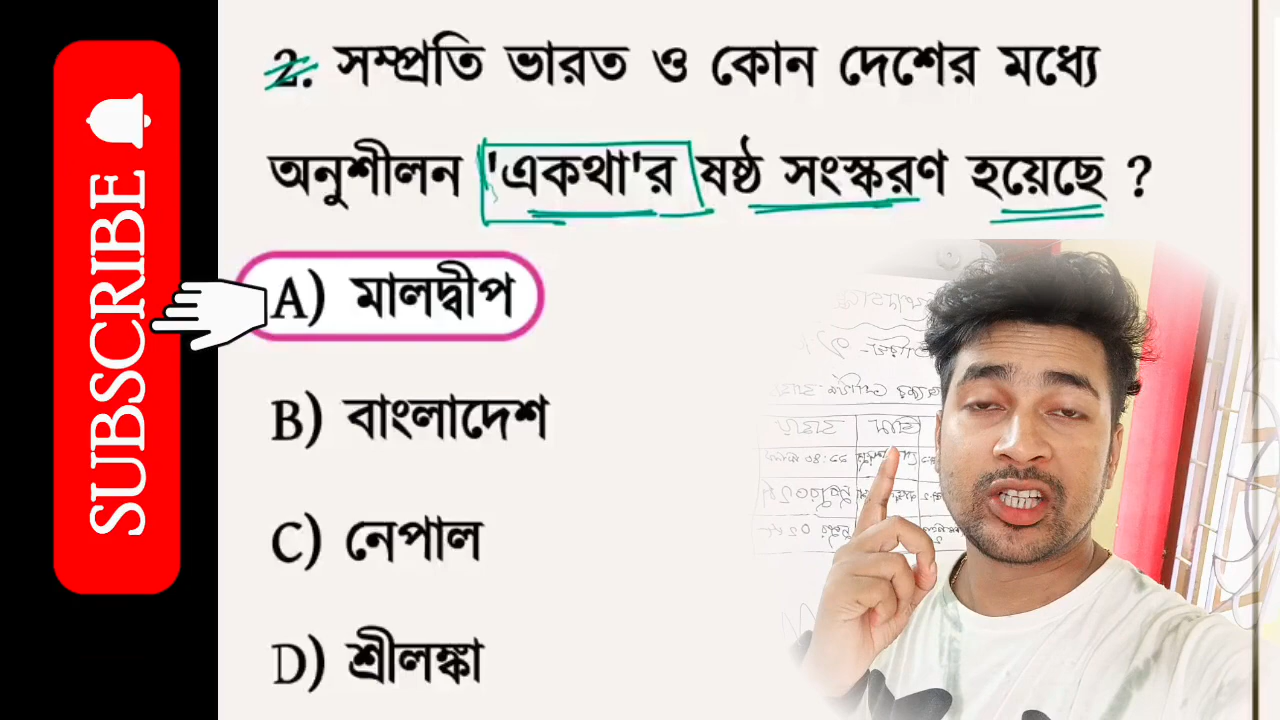 SUBSCRIBE
2. সম্প্রতি ভারত ও কোন দেশের মধ্যে
অনুশীলন 'একথা'র ষষ্ঠ সংস্করণ হয়েছে ?
A) মালদ্বীপ
B) বাংলাদেশ
C) নেপাল
D) শ্রীলঙ্কা